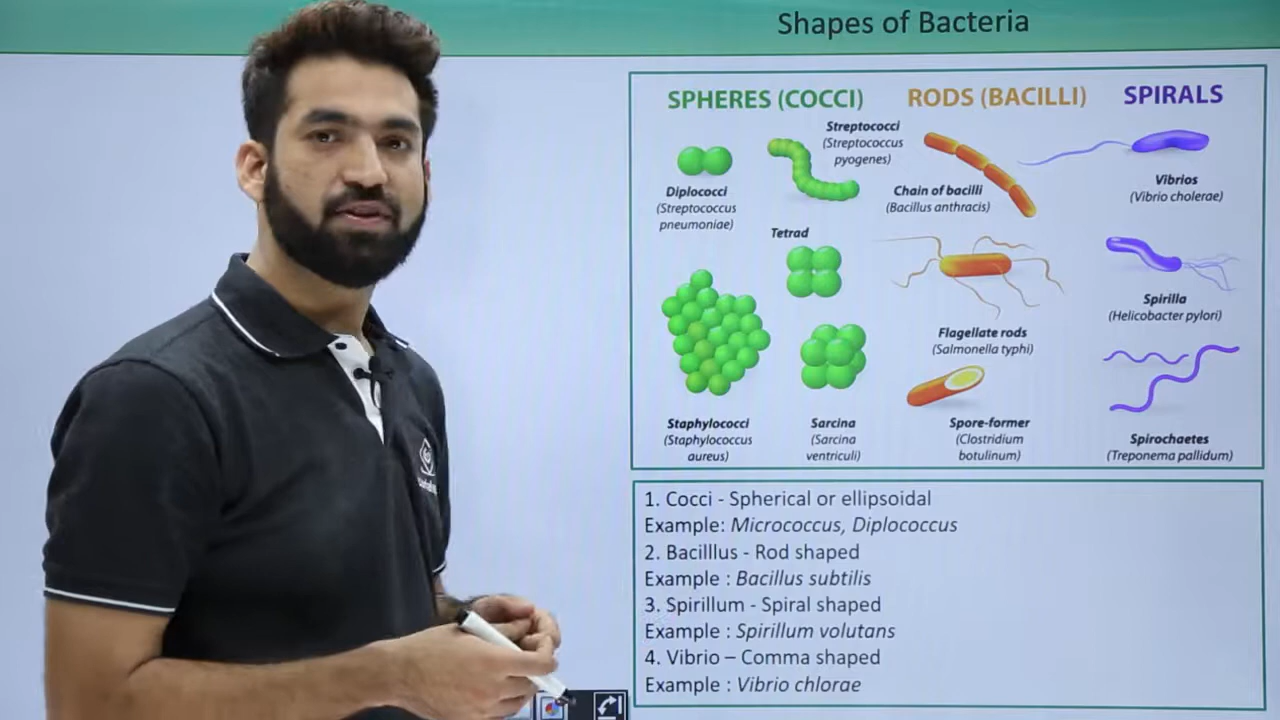 Shapes of Bacteria
SPHERES (COCCI)
RODS (BACILLI)
SPIRALS
Diplococci
(Streptococcus
pneumoniae)
Streptococci
(Streptococcus
pyogenes)
Tetrad
Staphylococci
(Staphylococcus
aureus)
Sarcina
(Sarcina
ventriculi)
Chain of bacilli
(Bacillus anthracis)
Flagellate rods
(Salmonella typhi)
Spore-former
(Clostridium
botulinum)
Vibrios
(Vibrio cholerae)
Spirilla
(Helicobacter pylori)
Spirochaetes
(Treponema pallidum)
1. Cocci - Spherical or ellipsoidal
Example: Micrococcus, Diplococcus
2. Bacilllus - Rod shaped
Example : Bacillus subtilis
3. Spirillum - Spiral shaped
Example : Spirillum volutans
4. Vibrio – Comma shaped
Example : Vibrio chlorae